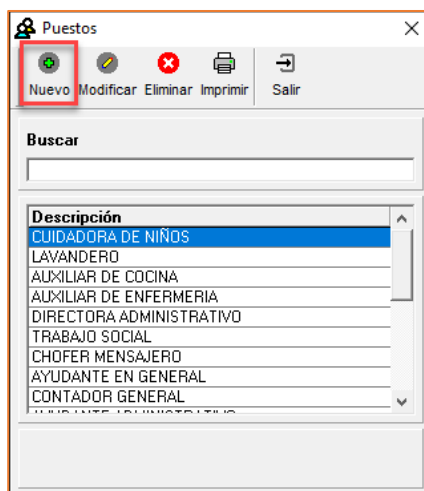 Puestos
Nuevo Modificar Eliminar Imprimir Salir
Buscar
Descripción
CUIDADORA DE NIÑOS
LAVANDERO
AUXILIAR DE COCINA
AUXILIAR DE ENFERMERIA
DIRECTORA ADMINISTRATIVO
TRABAJO SOCIAL
CHOFER MENSAJERO
AYUDANTE EN GENERAL
CONTADOR GENERAL